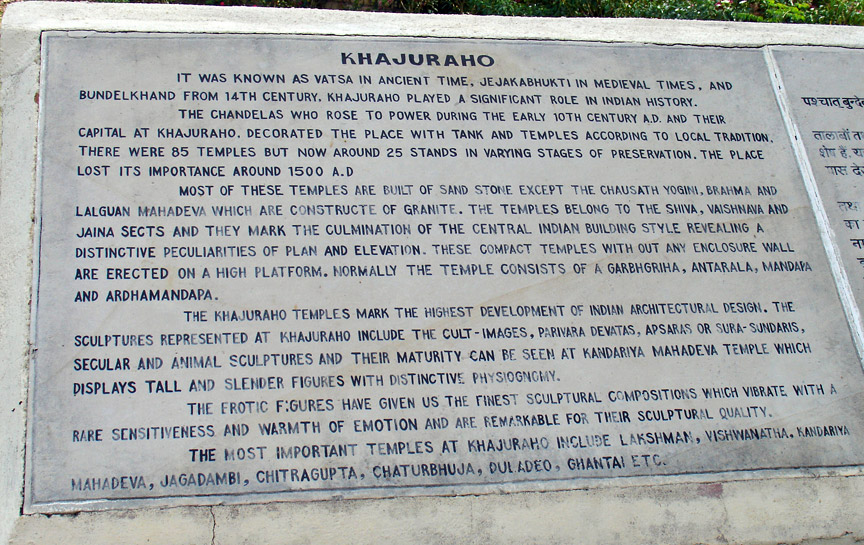 KHAJURAHO
IT WAS KNOWN AS VATSA IN ANCIENT TIME, JEJAKABHUKTI IN MEDIEVAL TIMES, AND
BUNDELKHAND FROM 14TH CENTURY. KHAJURAHO PLAYED A SIGNIFICANT ROLE IN INDIAN HISTORY.
THE CHANDELAS WHO ROSE TO POWER DURING THE EARLY 10TH CENTURY A.D. AND THEIR
CAPITAL AT KHAJURAHO, DECORATED THE PLACE WITH TANK AND TEMPLES ACCORDING TO LOCAL TRADITION,
THERE WERE 85 TEMPLES BUT NOW AROUND 25 STANDS IN VARYING STAGES OF PRESERVATION. THE PLACE
LOST ITS IMPORTANCE AROUND 1500 A.D
MOST OF THESE TEMPLES ARE BUILT OF SAND STONE EXCEPT THE CHAUSATH YOGINI, BRAHMA AND
LALGUAN MAHADEVA WHICH ARE CONSTRUCTE OF GRANITE. THE TEMPLES BELONG TO THE SHIVA, VAISHNAVA AND
JAINA SECTS AND THEY MARK THE CULMINATION OF THE CENTRAL INDIAN BUILDING STYLE REVEALING A
DISTINCTIVE PECULIARITIES OF PLAN AND ELEVATION. THESE COMPACT TEMPLES WITH OUT ANY ENCLOSURE WALL
ARE ERECTED ON A HIGH PLATFORM. NORMALLY THE TEMPLE CONSISTS OF A GARBHGRIHA, ANTARALA, MANDAPA
AND ARDHAMANDAPA.
THE KHAJURAHO TEMPLES MARK THE HIGHEST DEVELOPMENT OF INDIAN ARCHITECTURAL DESIGN. THE
SCULPTURES REPRESENTED AT KHAJURAHO INCLUDE THE CULT-IMAGES, PARIVARA DEVATAS, APSARAS OR SURA-SUNDARIS,
SECULAR AND ANIMAL SCULPTURES AND THEIR MATURITY CAN BE SEEN AT KANDARIYA MAHADEVA TEMPLE WHICH
DISPLAYS TALL AND SLENDER FIGURES WITH DISTINCTIVE PHYSIOGNOMY.
THE EROTIC FIGURES HAVE GIVEN US THE FINEST SCULPTURAL COMPOSITIONS WHICH VIBRATE WITH A
RARE SENSITIVENESS AND WARMTH OF EMOTION AND ARE REMARKABLE FOR THEIR SCULPTURAL QUALITY.
THE MOST IMPORTANT TEMPLES AT KHAJURAHO INCLUDE LAKSHMAN, VISHWANATHA, KANDARIYA
MAHADEVA, JAGADAMBI, CHITRAGUPTA, CHATURBHUJA, DULADEO, GHANTAI ETC.
पश्चात् बुन्दे
तालाबों
शेष हैं,
पास
का